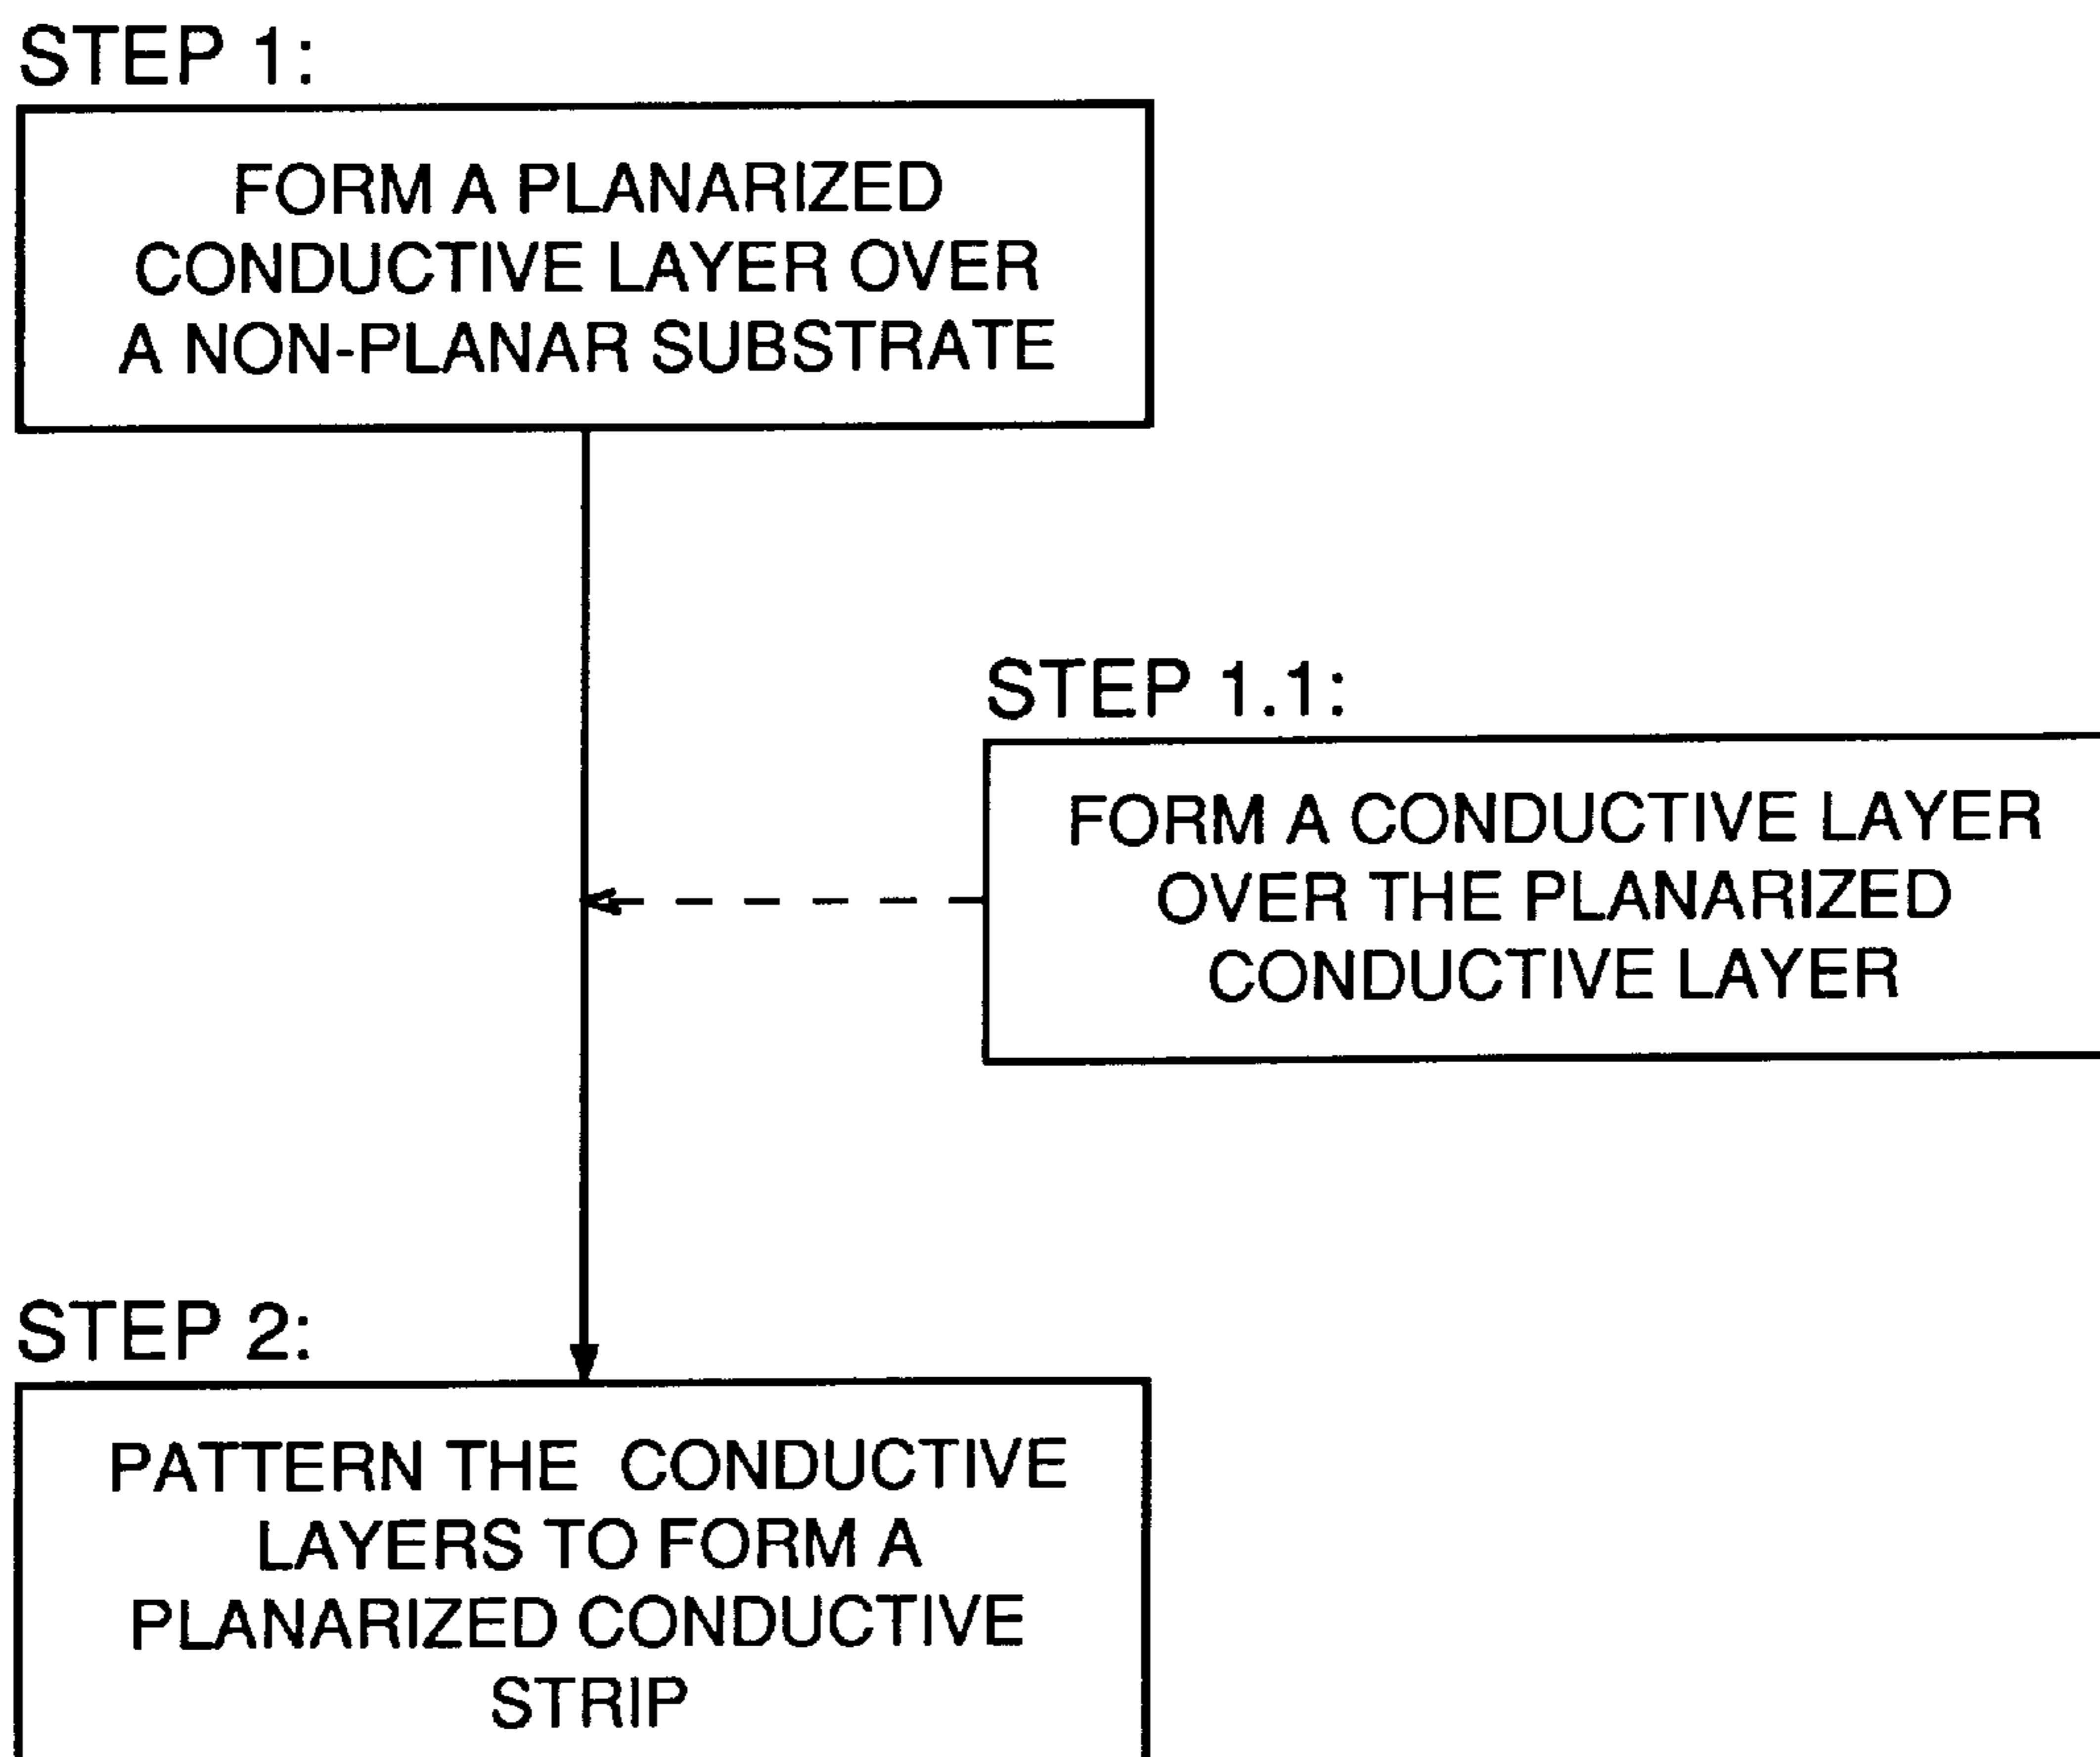 STEP 1:
FORM A PLANARIZED
CONDUCTIVE LAYER OVER
A NON-PLANAR SUBSTRATE
STEP 1.1:
FORM A CONDUCTIVE LAYER
OVER THE PLANARIZED
CONDUCTIVE LAYER
STEP 2:
PATTERN THE CONDUCTIVE
LAYERS TO FORM A
PLANARIZED CONDUCTIVE
STRIP